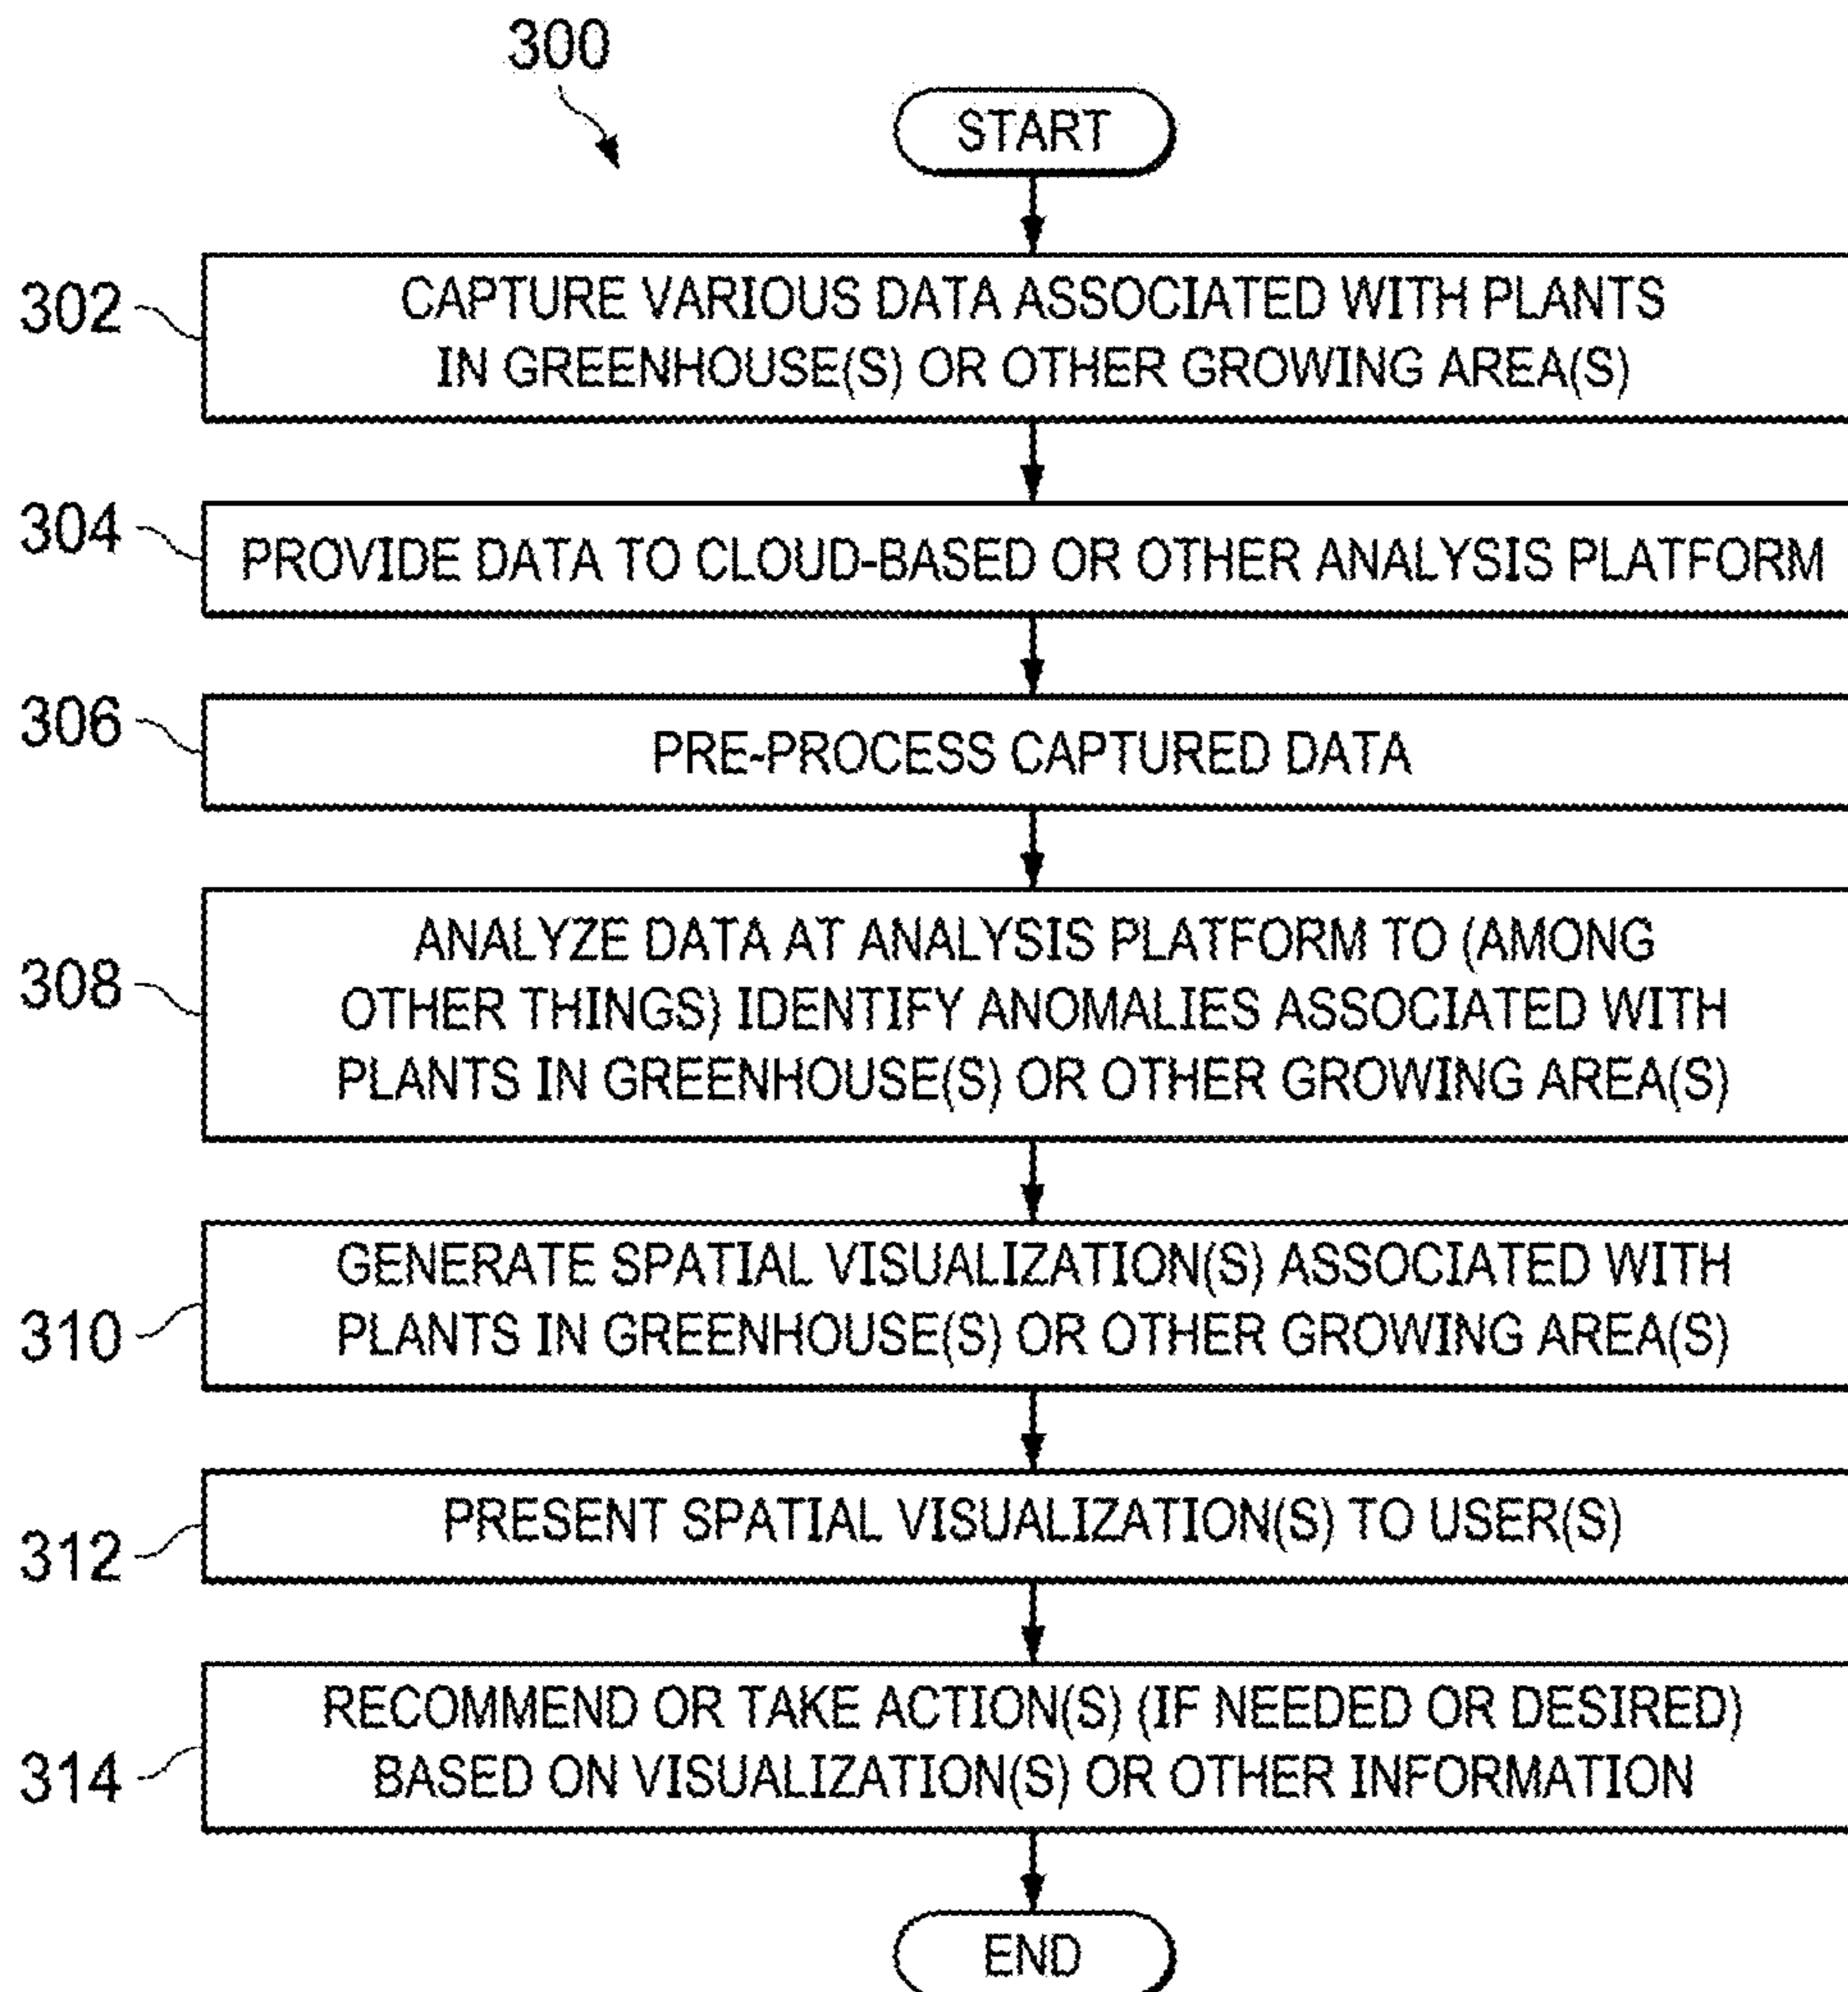 300
START
302
CAPTURE VARIOUS DATA ASSOCIATED WITH PLANTS
IN GREENHOUSE(S) OR OTHER GROWING AREA(S)
304
PROVIDE DATA TO CLOUD-BASED OR OTHER ANALYSIS PLATFORM
306
PRE-PROCESS CAPTURED DATA
308
ANALYZE DATA AT ANALYSIS PLATFORM TO (AMONG
OTHER THINGS) IDENTIFY ANOMALIES ASSOCIATED WITH
PLANTS IN GREENHOUSE(S) OR OTHER GROWING AREA(S)
310
GENERATE SPATIAL VISUALIZATION(S) ASSOCIATED WITH
PLANTS IN GREENHOUSE(S) OR OTHER GROWING AREA(S)
312
PRESENT SPATIAL VISUALIZATION(S) TO USER(S)
314
RECOMMEND OR TAKE ACTION(S) (IF NEEDED OR DESIRED)
BASED ON VISUALIZATION(S) OR OTHER INFORMATION
END